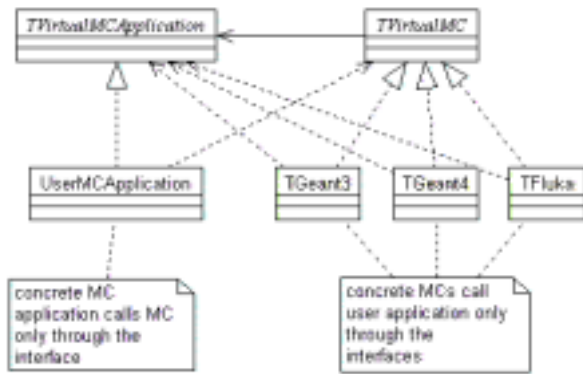 TVirtualMCApplication
TVirtualMC
UserMCApplication
TGeant3
TGeant4
TFluka
concrete MC
application calls MC
only through the
interface
concrete MCs call
user application only
through the
interfaces